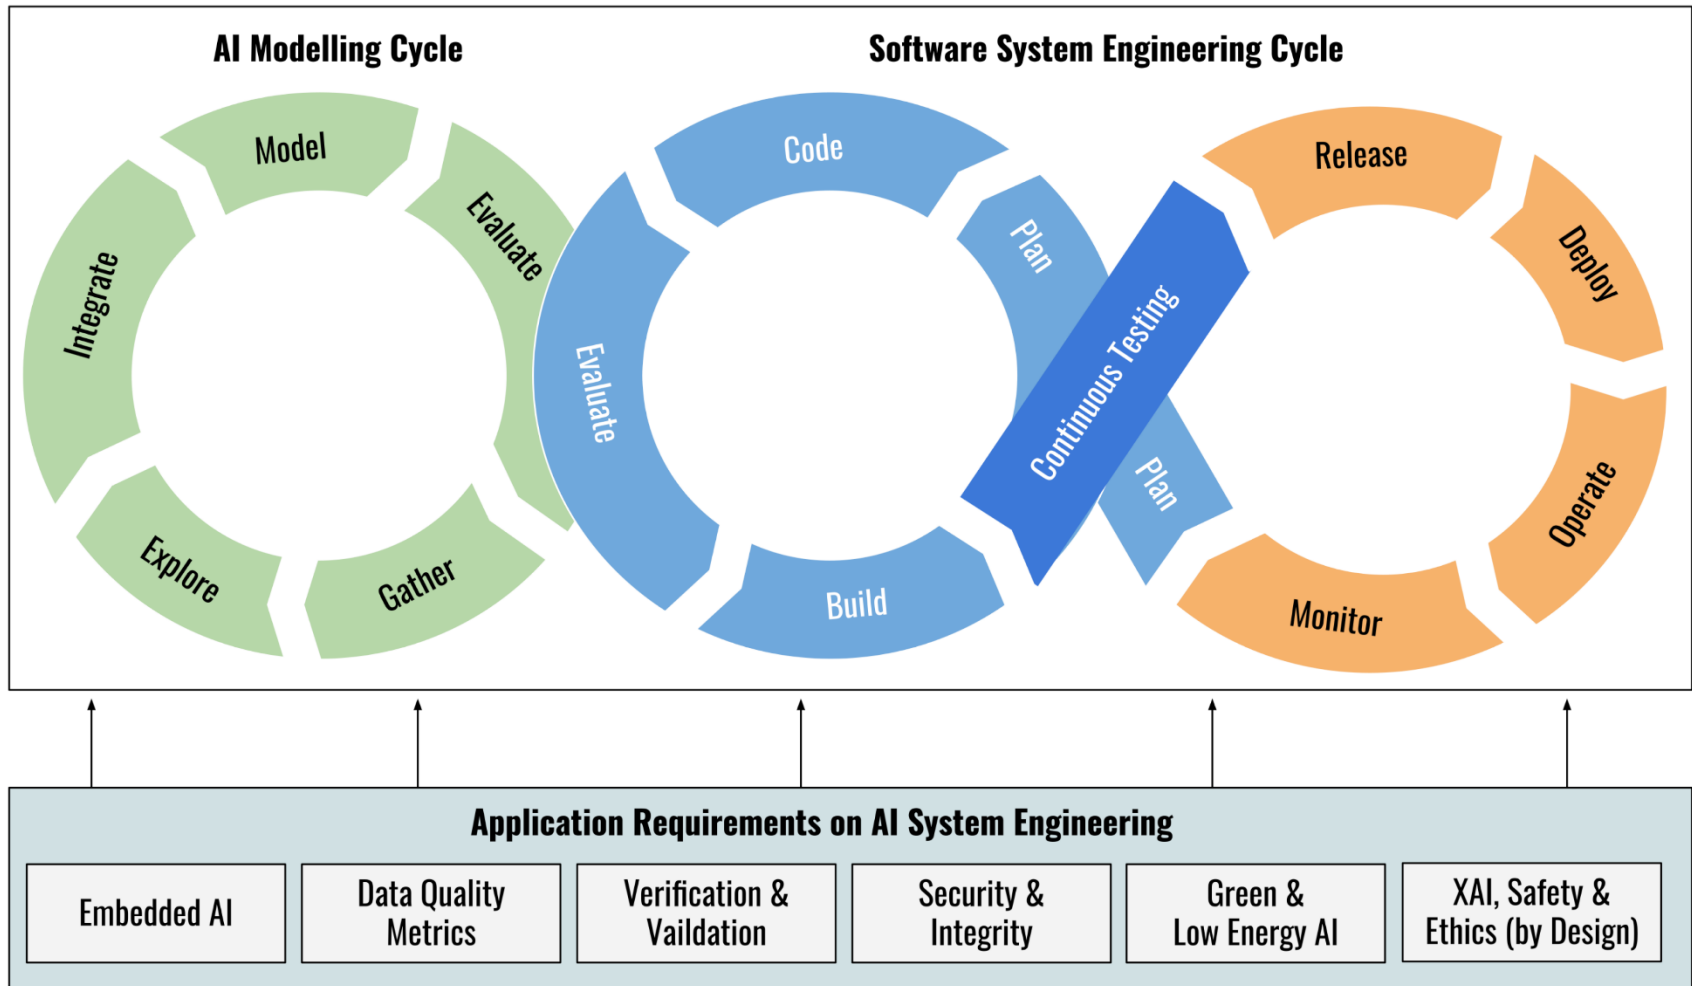 AI Modelling Cycle
Software System Engineering Cycle
Model
Evaluate
Integrate
Explore
Gather
Code
Plan
Evaluate
Build
Continuous Testing
Plan
Release
Deploy
Operate
Monitor
Application Requirements on AI System Engineering
Embedded AI
Data Quality
Metrics
Verification &
Vaildation
Security &
Integrity
Green &
Low Energy AI
XAI, Safety &
Ethics (by Design)